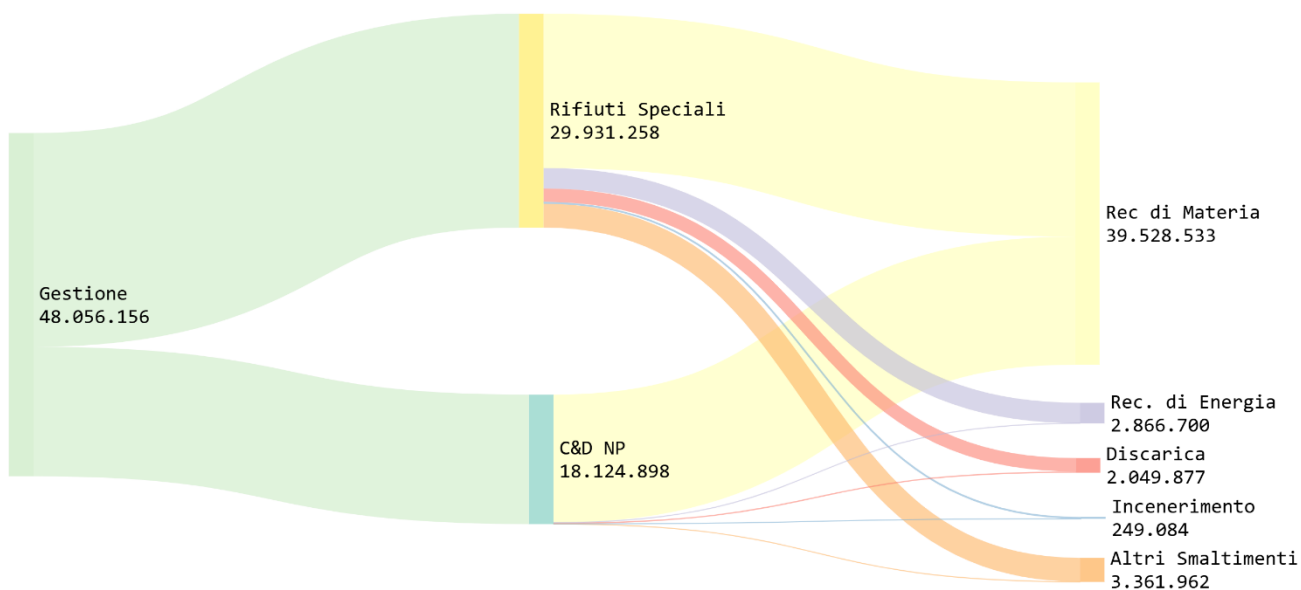 Rifiuti Speciali
29.931.258
Rec di Materia
39.528.533
Gestione
48.056.156
Rec. di Energia
2.866.700
C&D NP
18.124.898
Discarica
2.049.877
Incenerimento
249.084
Altri Smaltimenti
3.361.962